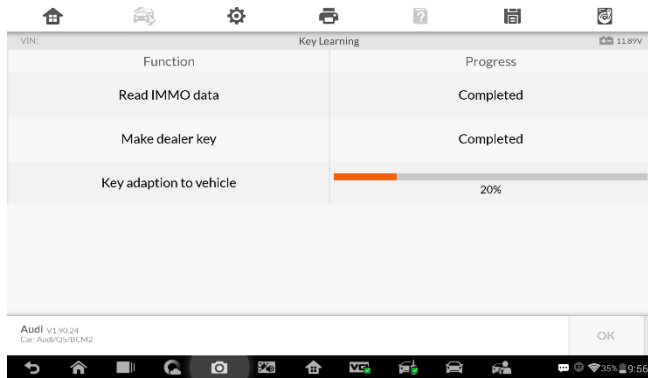 VIN:
Key Learning
11.89V
Function
Progress
Read IMMO data
Completed
Make dealer key
Completed
Key adaption to vehicle
20%
Audi V1.90.24
Car: Audi/Q5/BCM2
OK
VCI
35%
9:56